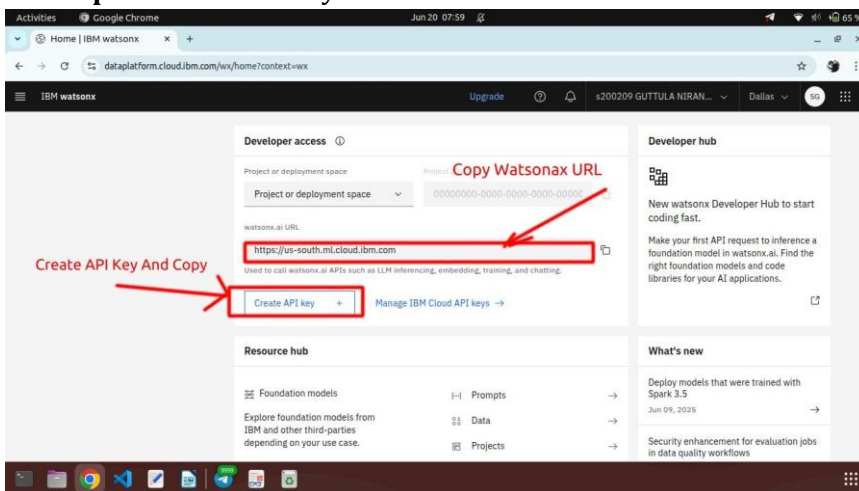 Activities Google Chrome Jun 20 07:59 65 %
Home | IBM watsonx × +
dataplatform.cloud.ibm.com/wx/home?context=wx
IBM watsonx Upgrade s200209 GUTTULA NIRAN... Dallas SG
Developer access
Developer hub
Project or deployment space
Project or deployment space
00000000-0000-0000-0000-00000
Copy Watsonax URL
watsonx.ai URL
https://us-south.ml.cloud.ibm.com
Used to call watsonx.ai APIs such as LLM inferencing, embedding, training, and chatting.
Create API Key And Copy
Create API key +
Manage IBM Cloud API keys →
New watsonx Developer Hub to start
coding fast.
Make your first API request to inference a
foundation model in watsonx.ai. Find the
right foundation models and code
libraries for your AI applications.
Resource hub
What's new
Foundation models
Explore foundation models from
IBM and other third-parties
depending on your use case.
Prompts →
Data →
Projects →
Deploy models that were trained with
Spark 3.5
Jun 09, 2025 →
Security enhancement for evaluation jobs
in data quality workflows